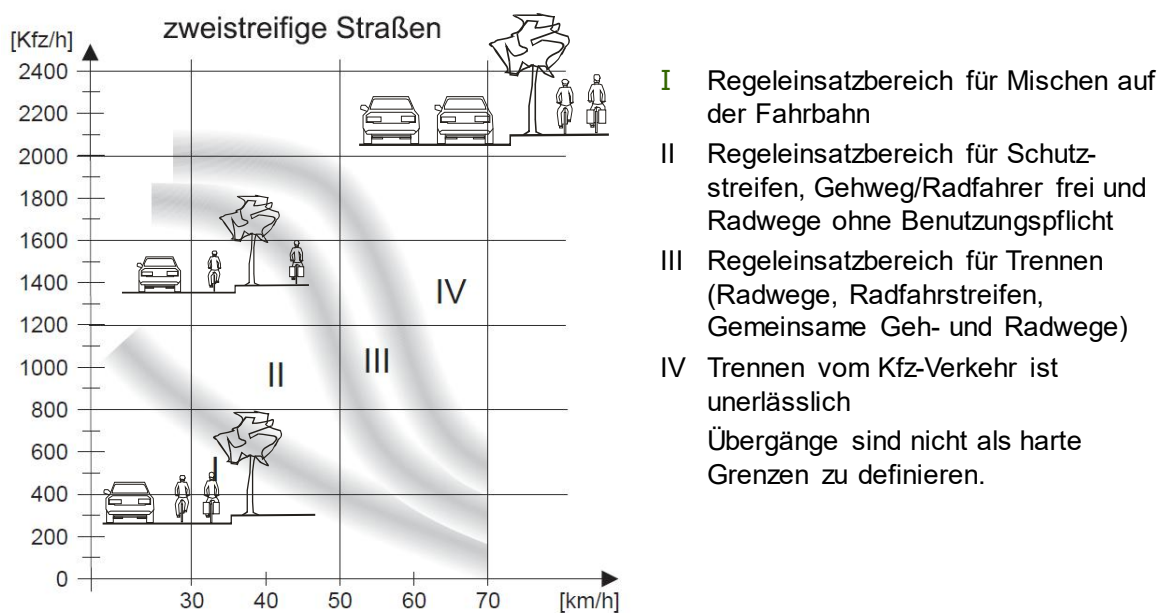 zweistreifige Straßen
[Kfz/h]
2400
2200
2000
1800
1600
1400
1200
1000
800
600
400
200
0
30 40 50 60 70 [km/h]
I
II
III
IV
I Regeleinsatzbereich für Mischen auf
der Fahrbahn
II Regeleinsatzbereich für Schutz-
streifen, Gehweg/Radfahrer frei und
Radwege ohne Benutzungspflicht
III Regeleinsatzbereich für Trennen
(Radwege, Radfahrstreifen,
Gemeinsame Geh- und Radwege)
IV Trennen vom Kfz-Verkehr ist
unerlässlich
Übergänge sind nicht als harte
Grenzen zu definieren.